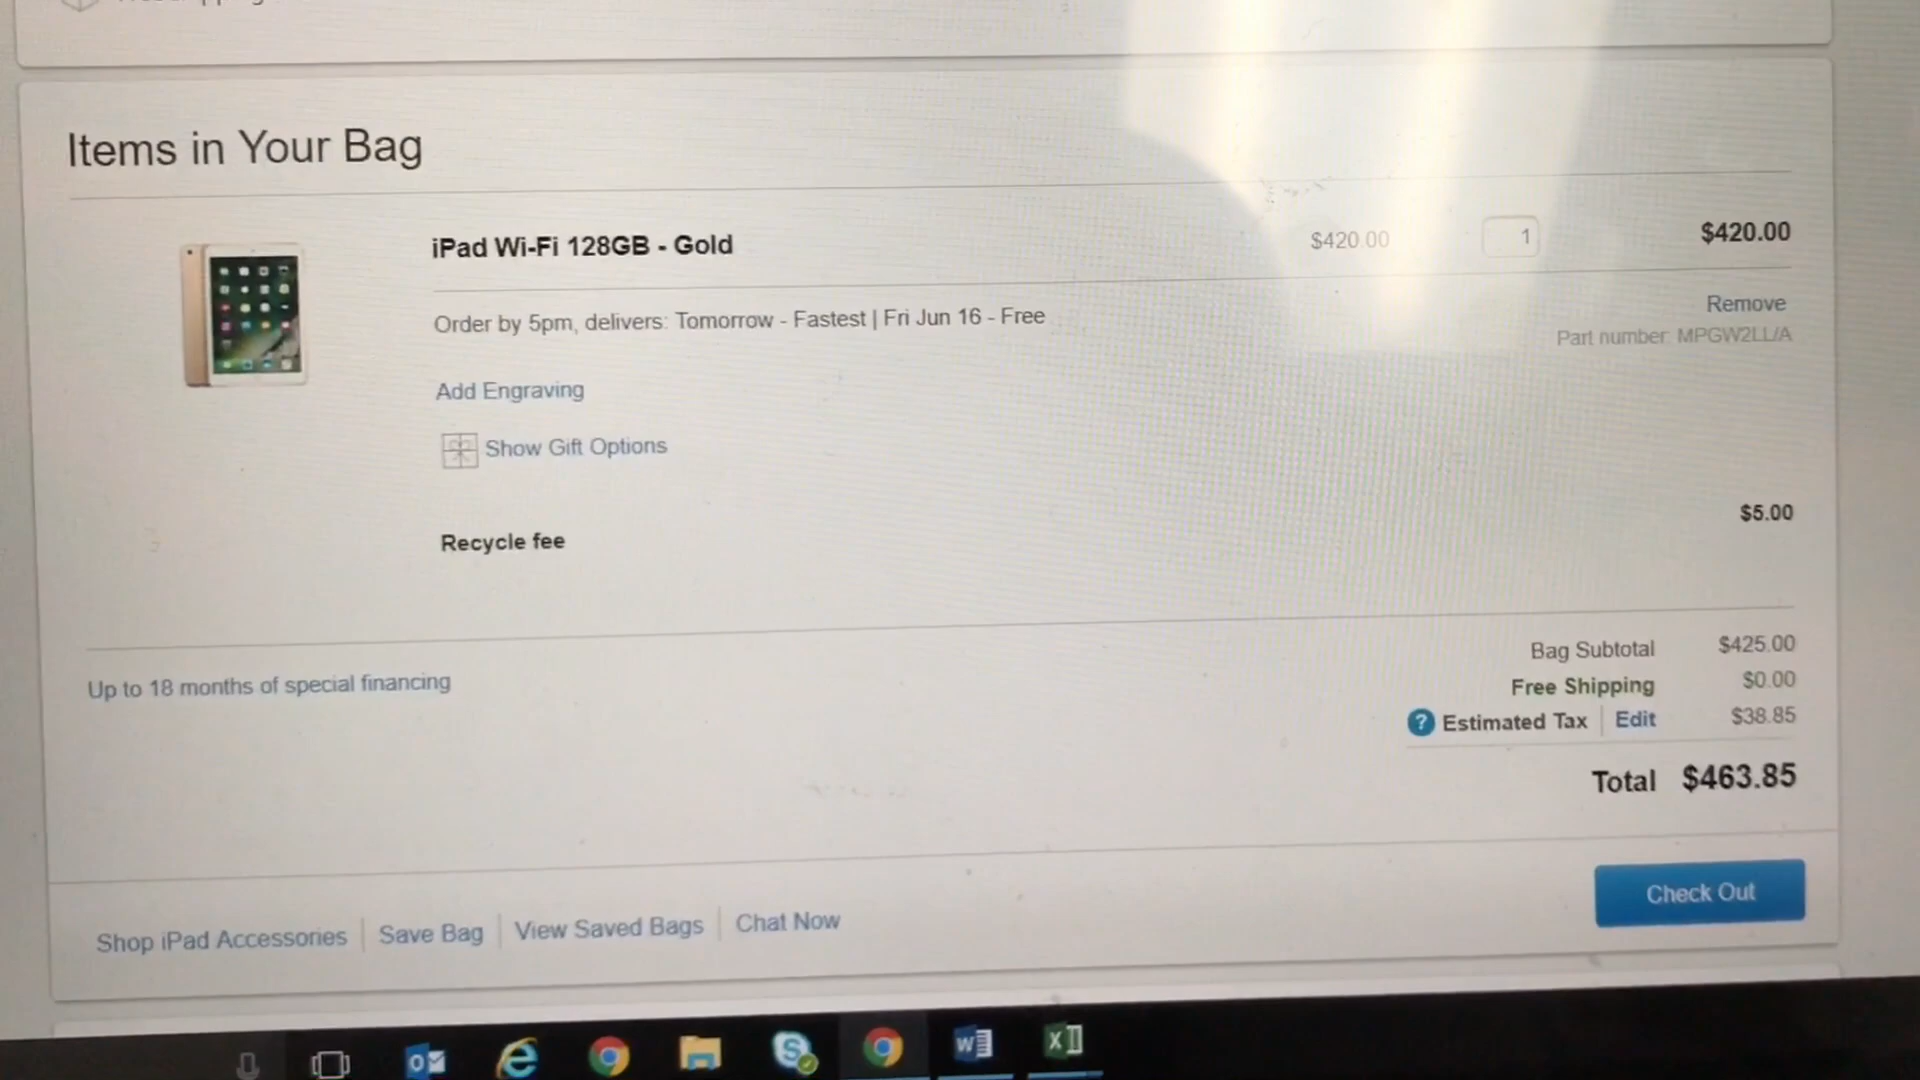 Items in Your Bag
iPad Wi-Fi 128GB - Gold $420.00 1 $420.00
Order by 5pm, delivers: Tomorrow - Fastest | Fri Jun 16 - Free Remove
Part number: MPGW2LL/A
Add Engraving
Show Gift Options
Recycle fee $5.00
Up to 18 months of special financing
Bag Subtotal $425.00
Free Shipping $0.00
? Estimated Tax Edit $38.85
Total $463.85
Check Out
Shop iPad Accessories Save Bag View Saved Bags Chat Now